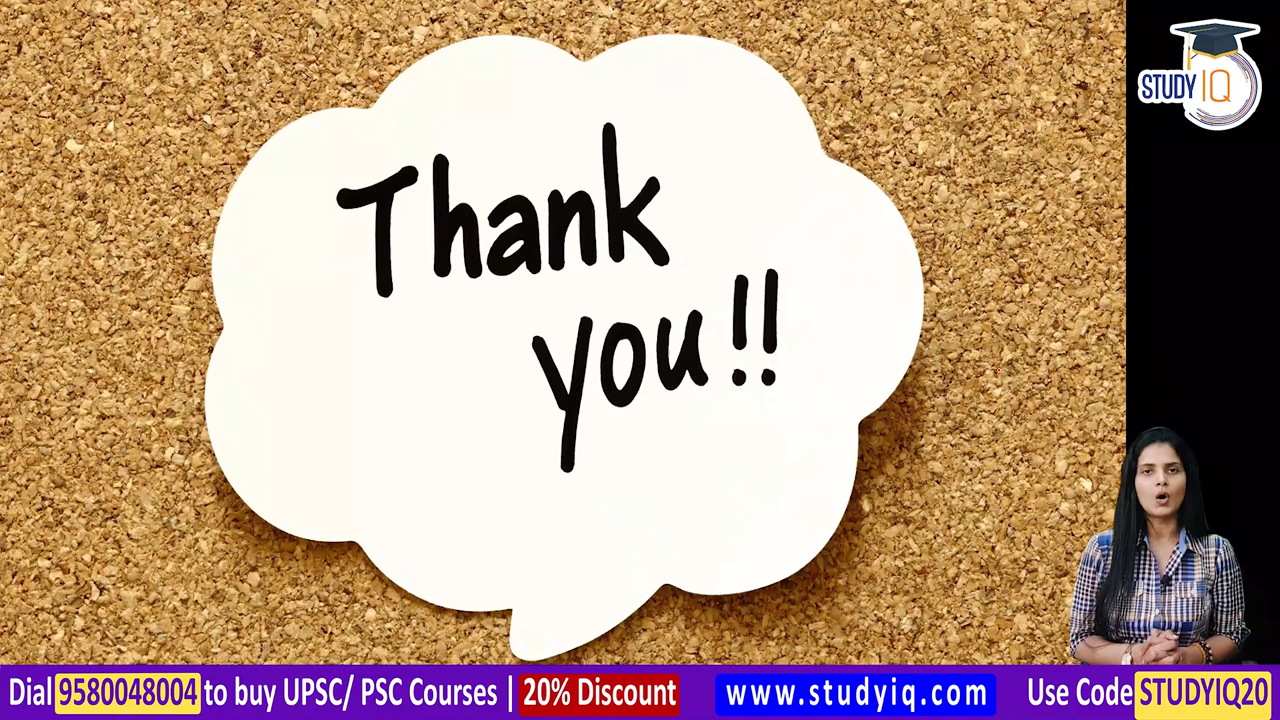 STUDY IQ
Thank
you!!
Dial 9580048004 to buy UPSC/ PSC Courses | 20% Discount www.studyiq.com Use Code STUDYIQ20